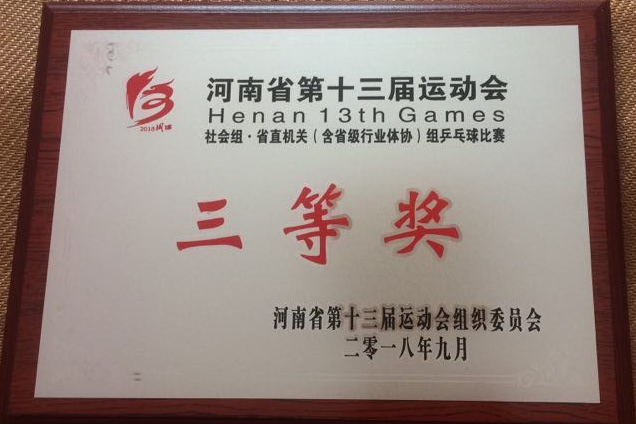 河南省第十三届运动会
Henan 13th Games
社会组·省直机关（含省级行业体协）组乒乓球比赛
三等奖
河南省第十三届运动会组织委员会
二零一八年九月